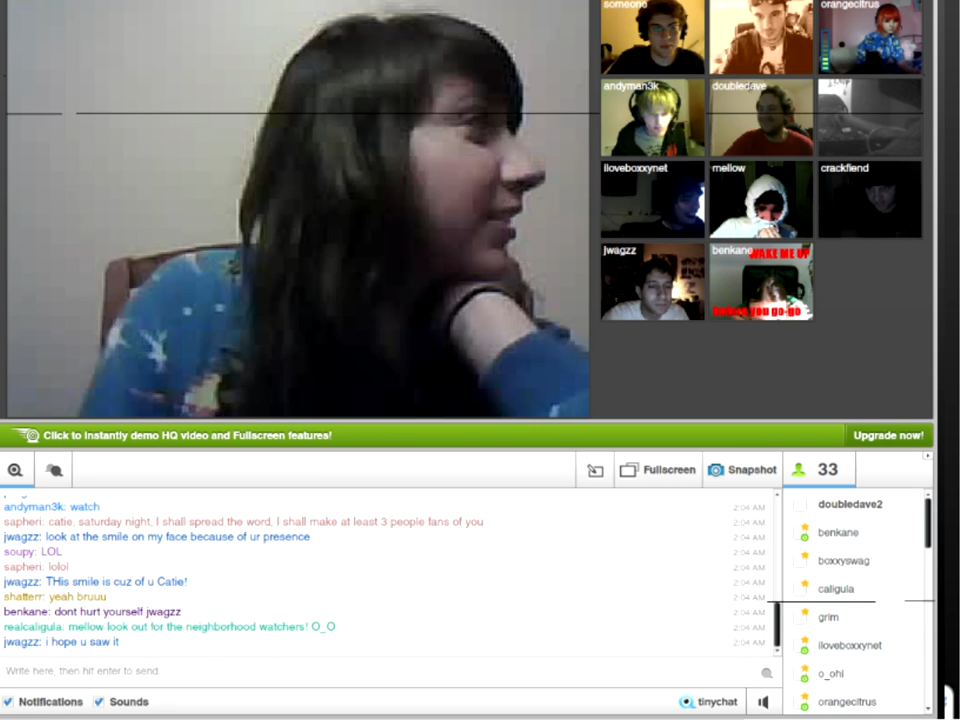 someone
orangecitrus
andyman3k
doubledave
iloveboxxynet
mellow
crackfiend
jwagzz
benkane
WAKE ME UP
you go-go
Click to instantly demo HQ video and Fullscreen features!
Upgrade now!
Fullscreen
Snapshot
33
andyman3k: watch 2:04 AM
sapheri: catie, saturday night, I shall spread the word, I shall make at least 3 people fans of you 2:04 AM
jwagzz: look at the smile on my face because of ur presence 2:04 AM
soupy: LOL 2:04 AM
sapheri: lolol 2:04 AM
jwagzz: THis smile is cuz of u Catie! 2:04 AM
shatterr: yeah bruuu 2:04 AM
benkane: dont hurt yourself jwagzz 2:04 AM
realcaligula: mellow look out for the neighborhood watchers! O_O 2:04 AM
jwagzz: i hope u saw it 2:04 AM
doubledave2
benkane
boxxyswag
caligula
grim
iloveboxxynet
o_ohi
orangecitrus
Write here, then hit enter to send
Notifications
Sounds
tinychat